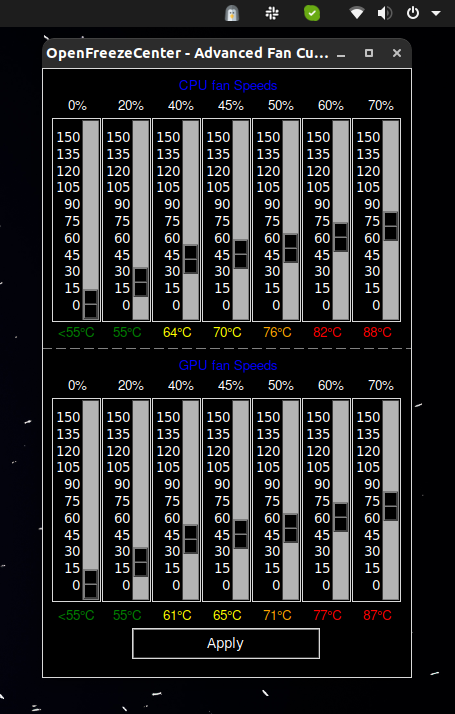 OpenFreezeCenter - Advanced Fan Cu...
CPU fan Speeds
0% 20% 40% 45% 50% 60% 70%
150 150 150 150 150 150 150
135 135 135 135 135 135 135
120 120 120 120 120 120 120
105 105 105 105 105 105 105
90 90 90 90 90 90 90
75 75 75 75 75 75 75
60 60 60 60 60 60 60
45 45 45 45 45 45 45
30 30 30 30 30 30 30
15 15 15 15 15 15 15
0 0 0 0 0 0 0
<55°C 55°C 64°C 70°C 76°C 82°C 88°C
GPU fan Speeds
0% 20% 40% 45% 50% 60% 70%
150 150 150 150 150 150 150
135 135 135 135 135 135 135
120 120 120 120 120 120 120
105 105 105 105 105 105 105
90 90 90 90 90 90 90
75 75 75 75 75 75 75
60 60 60 60 60 60 60
45 45 45 45 45 45 45
30 30 30 30 30 30 30
15 15 15 15 15 15 15
0 0 0 0 0 0 0
<55°C 55°C 61°C 65°C 71°C 77°C 87°C
Apply